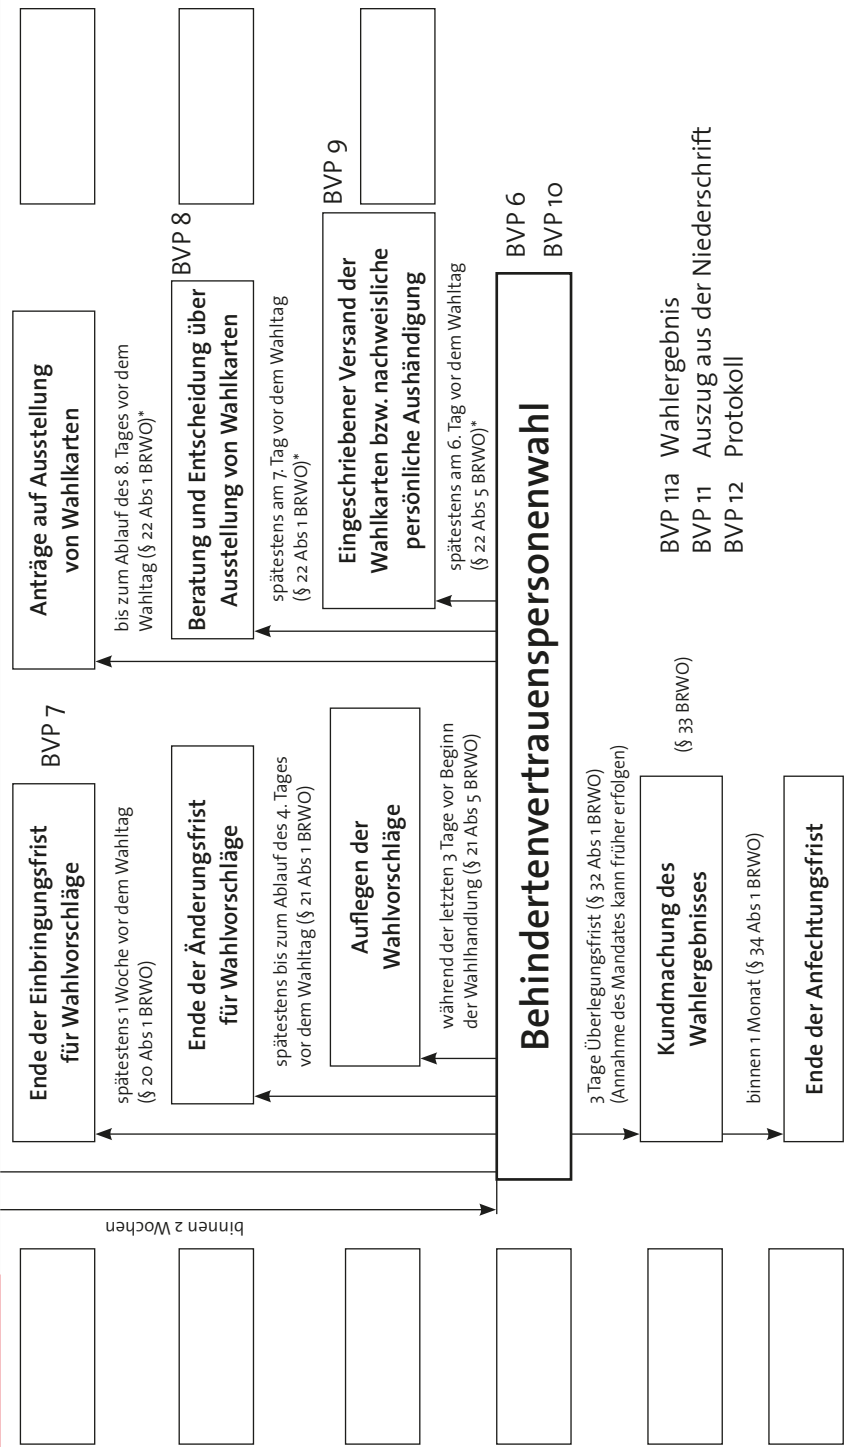 binnen 2 Wochen
Ende der Einbringungsfrist
für Wahlvorschläge
BVP 7
spätestens 1 Woche vor dem Wahltag
(§ 20 Abs 1 BRWO)
Ende der Änderungsfrist
für Wahlvorschläge
spätestens bis zum Ablauf des 4. Tages
vor dem Wahltag (§ 21 Abs 1 BRWO)
Auflegen der
Wahlvorschläge
während der letzten 3 Tage vor Beginn
der Wahlhandlung (§ 21 Abs 5 BRWO)
Anträge auf Ausstellung
von Wahlkarten
bis zum Ablauf des 8. Tages vor dem
Wahltag (§ 22 Abs 1 BRWO)*
Beratung und Entscheidung über
Ausstellung von Wahlkarten
BVP 8
spätestens am 7. Tag vor dem Wahltag
(§ 22 Abs 1 BRWO)*
Eingeschriebener Versand der
Wahlkarten bzw. nachweisliche
persönliche Aushändigung
BVP 9
spätestens am 6. Tag vor dem Wahltag
(§ 22 Abs 5 BRWO)*
Behindertenvertrauenspersonenwahl
BVP 6
BVP 10
3 Tage Überlegungsfrist (§ 32 Abs 1 BRWO)
(Annahme des Mandates kann früher erfolgen)
Kundmachung des
Wahlergebnisses
(§ 33 BRWO)
binnen 1 Monat (§ 34 Abs 1 BRWO)
Ende der Anfechtungsfrist
BVP 11a Wahlergebnis
BVP 11 Auszug aus der Niederschrift
BVP 12 Protokoll